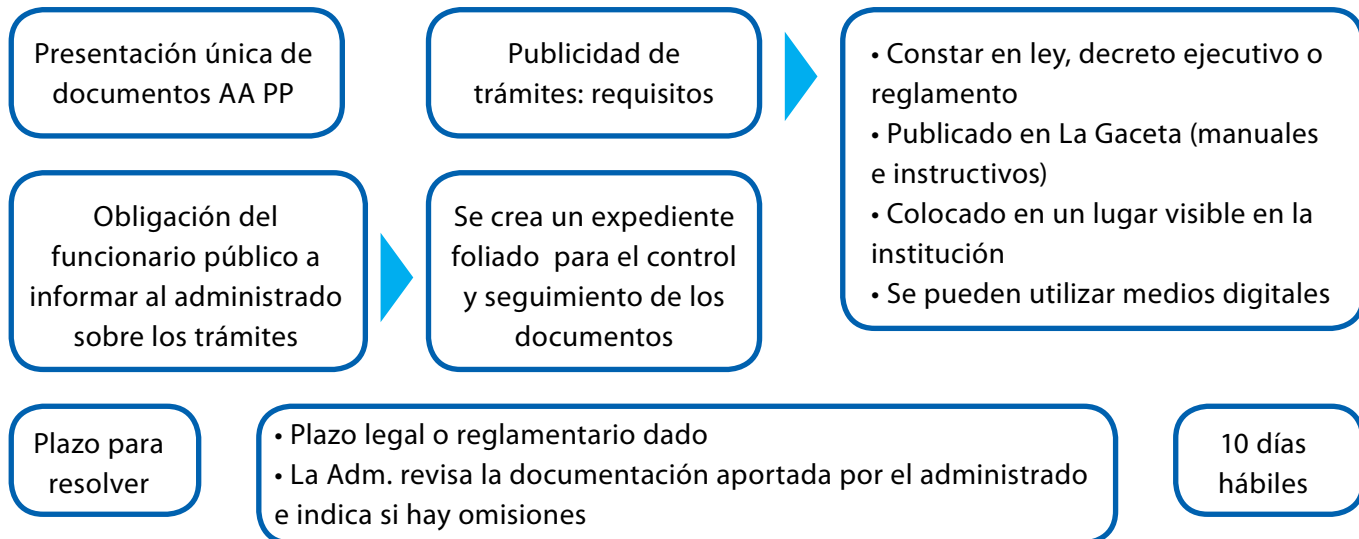 Presentación única de
documentos AA PP
Publicidad de
trámites: requisitos
• Constar en ley, decreto ejecutivo o
reglamento
• Publicado en La Gaceta (manuales
e instructivos)
• Colocado en un lugar visible en la
institución
• Se pueden utilizar medios digitales
Obligación del
funcionario público a
informar al administrado
sobre los trámites
Se crea un expediente
foliado para el control
y seguimiento de los
documentos
Plazo para
resolver
• Plazo legal o reglamentario dado
• La Adm. revisa la documentación aportada por el administrado
e indica si hay omisiones
10 días
hábiles